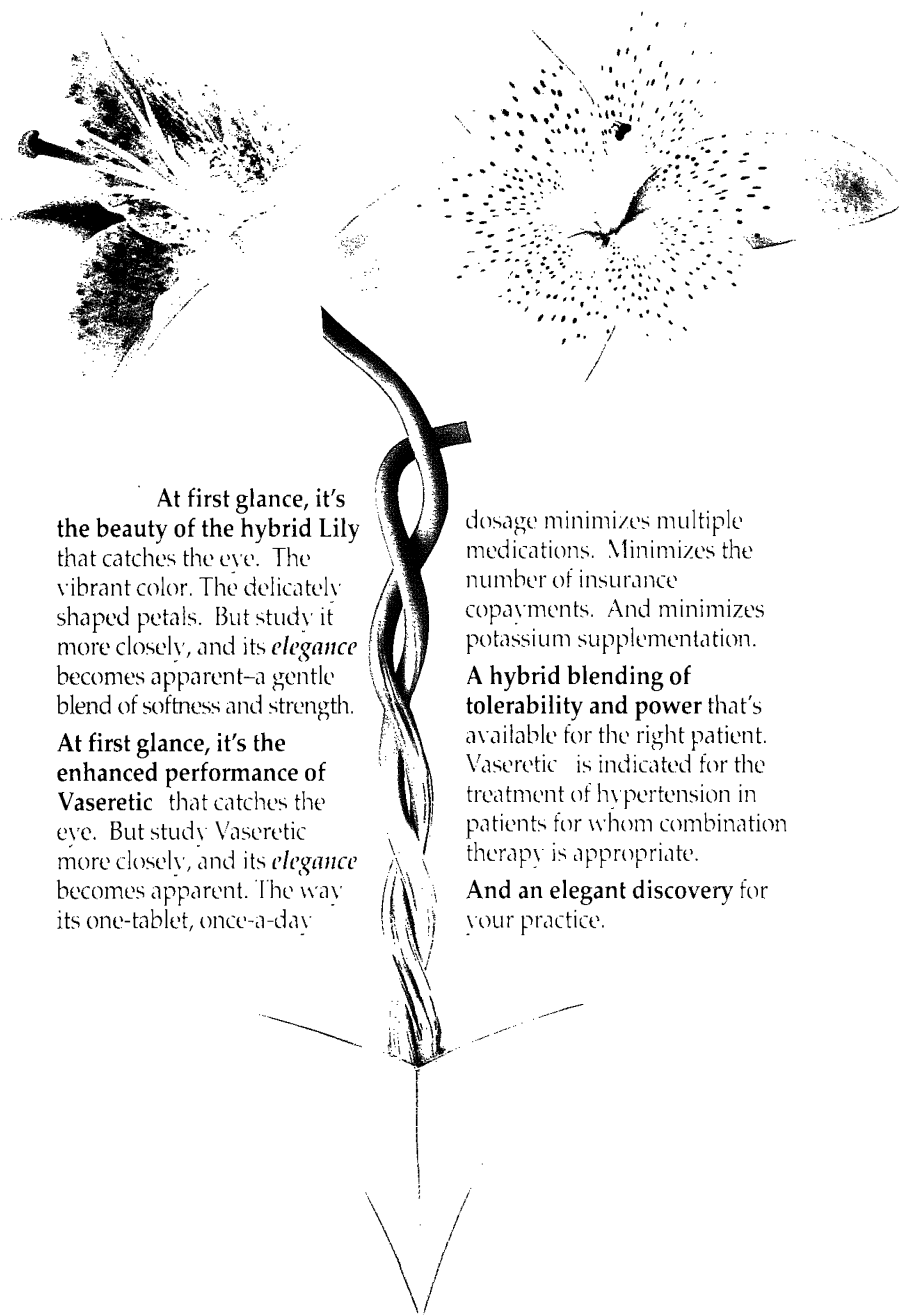 At first glance, it's
the beauty of the hybrid Lily
that catches the eye. The
vibrant color. The delicately
shaped petals. But study it
more closely, and its elegance
becomes apparent–a gentle
blend of softness and strength.
At first glance, it's the
enhanced performance of
Vaseretic that catches the
eye. But study Vaseretic
more closely, and its elegance
becomes apparent. The way
its one-tablet, once-a-day
dosage minimizes multiple
medications. Minimizes the
number of insurance
copayments. And minimizes
potassium supplementation.
A hybrid blending of
tolerability and power that's
available for the right patient.
Vaseretic is indicated for the
treatment of hypertension in
patients for whom combination
therapy is appropriate.
And an elegant discovery for
your practice.